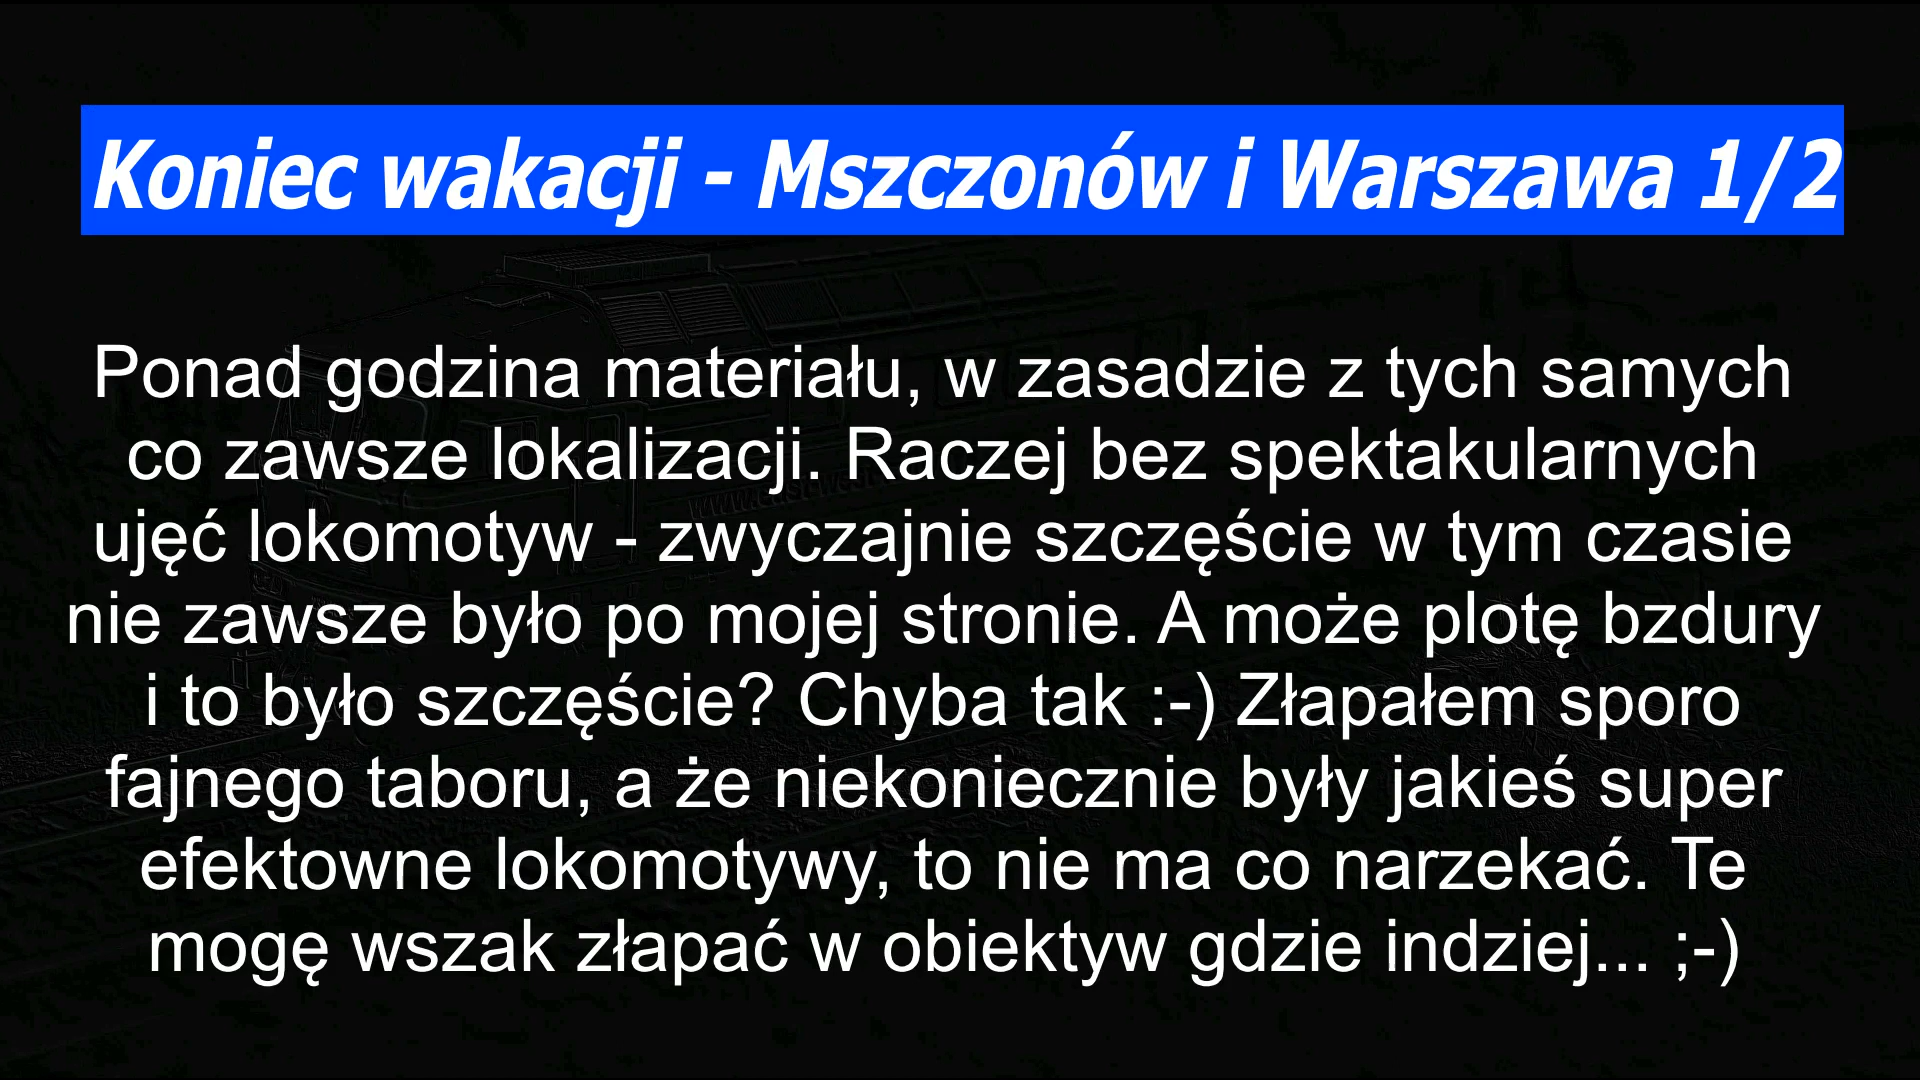 Koniec wakacji - Mszczonów i Warszawa 1/2
Ponad godzina materiału, w zasadzie z tych samych
co zawsze lokalizacji. Raczej bez spektakularnych
ujęć lokomotyw - zwyczajnie szczęście w tym czasie
nie zawsze było po mojej stronie. A może plotę bzdury
i to było szczęście? Chyba tak :-) Złapałem sporo
fajnego taboru, a że niekoniecznie były jakieś super
efektowne lokomotywy, to nie ma co narzekać. Te
mogę wszak złapać w obiektyw gdzie indziej... ;-)